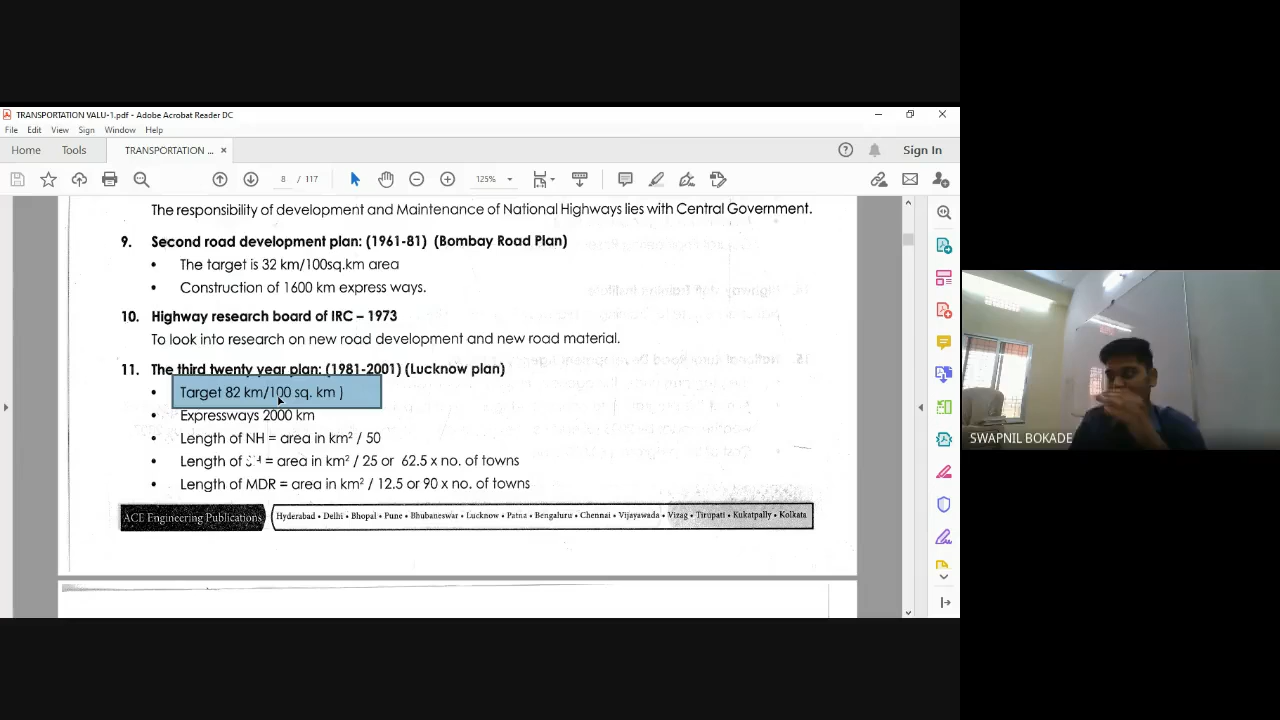 TRANSPORTATION VALU-1.pdf - Adobe Acrobat Reader DC
File Edit View Sign Window Help
Home Tools TRANSPORTATION ... × Sign In
8 / 117 125%
The responsibility of development and Maintenance of National Highways lies with Central Government.
9. Second road development plan: (1961-81) (Bombay Road Plan)
• The target is 32 km/100sq.km area
• Construction of 1600 km express ways.
10. Highway research board of IRC – 1973
To look into research on new road development and new road material.
11. The third twenty year plan: (1981-2001) (Lucknow plan)
• Target 82 km/100 sq. km )
• Expressways 2000 km
• Length of NH = area in km² / 50
• Length of = area in km² / 25 or 62.5 x no. of towns
• Length of MDR = area in km² / 12.5 or 90 x no. of towns
ACE Engineering Publications Hyderabad • Delhi • Bhopal • Pune • Bhubaneswar • Lucknow • Patna • Bengaluru • Chennai • Vijayawada • Vizag • Tirupati • Kukatpally • Kolkata
SWAPNIL BOKADE